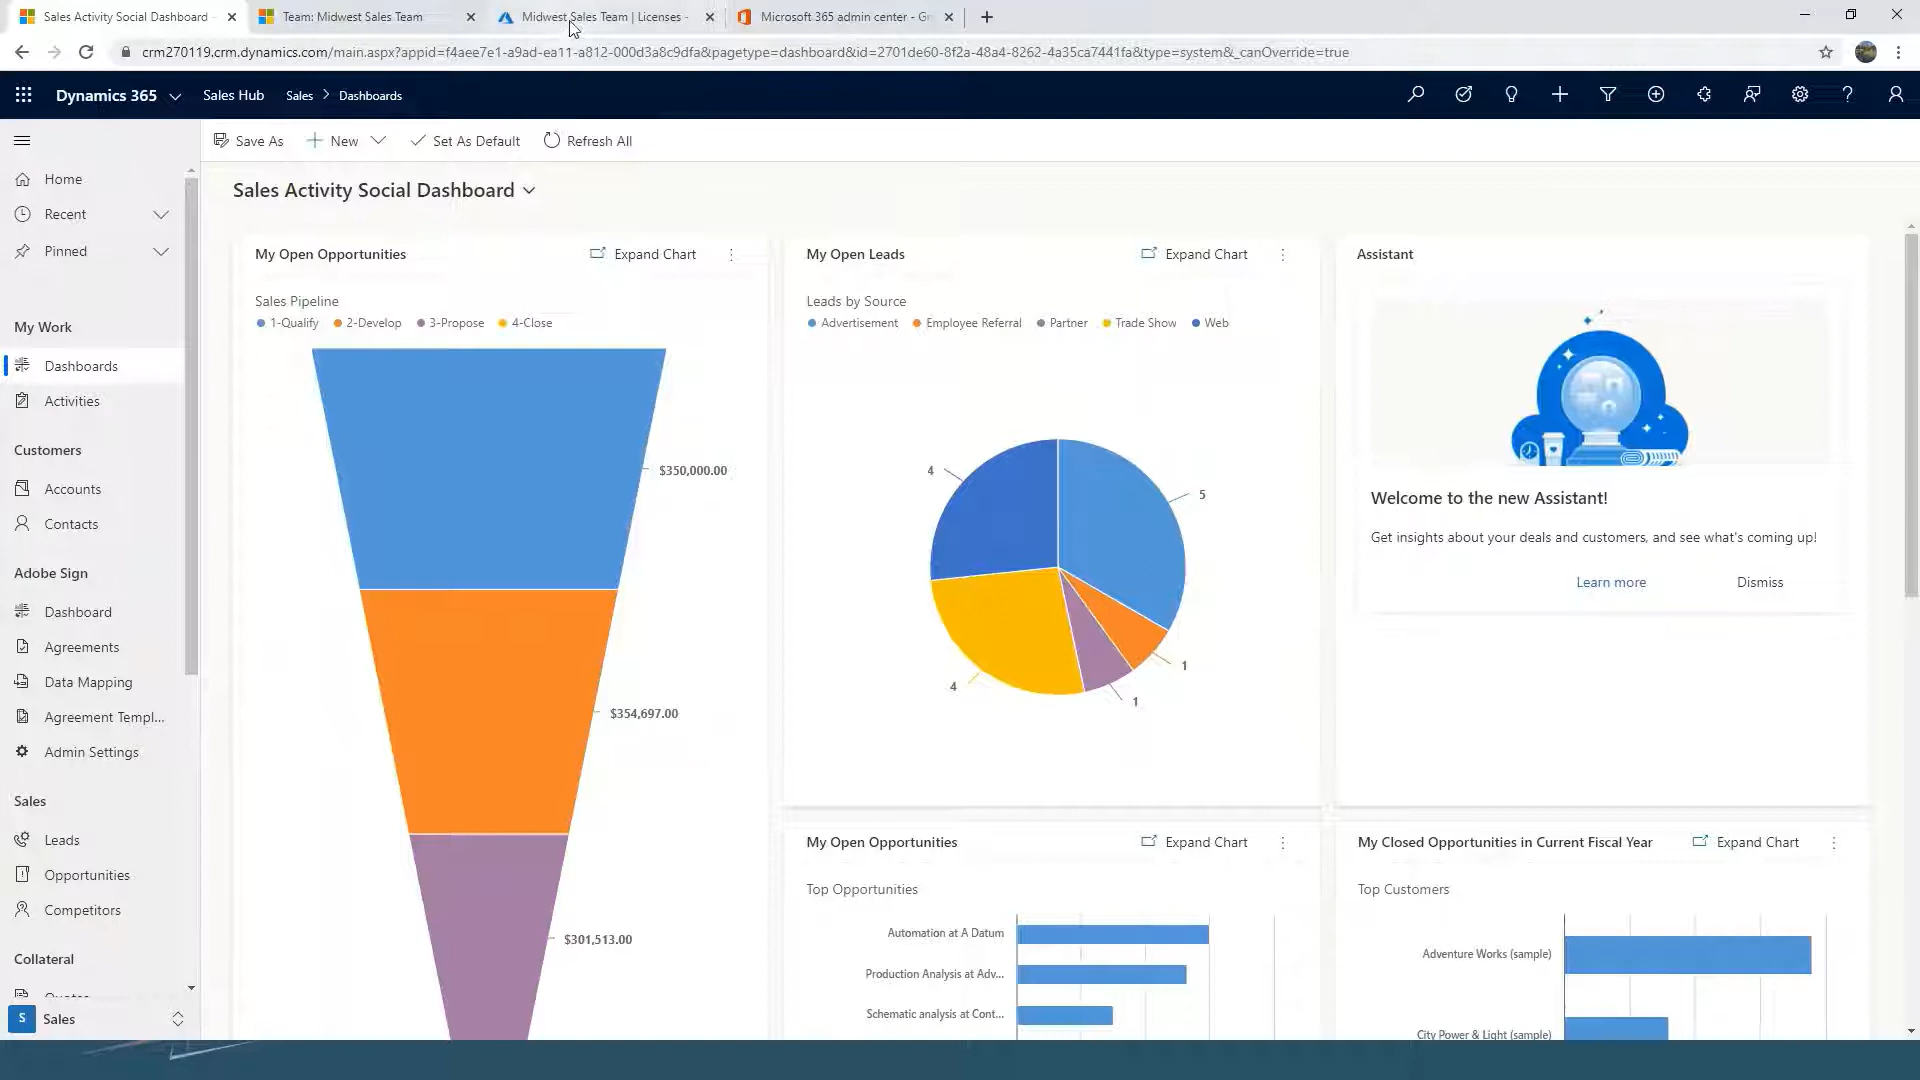 Sales Activity Social Dashboard -
Team: Midwest Sales Team
Midwest Sales Team | Licenses -
Microsoft 365 admin center - Gr
crm270119.crm.dynamics.com/main.aspx?appid=f4aee7e1-a9ad-ea11-a812-000d3a8c9dfa&pagetype=dashboard&id=2701de60-8f2a-48a4-8262-4a35ca7441fa&type=system&_canOverride=true
Dynamics 365
Sales Hub
Sales > Dashboards
Save As
New
Set As Default
Refresh All
Home
Recent
Pinned
My Work
Dashboards
Activities
Customers
Accounts
Contacts
Adobe Sign
Dashboard
Agreements
Data Mapping
Agreement Templ...
Admin Settings
Sales
Leads
Opportunities
Competitors
Collateral
Quotes
S
Sales
Sales Activity Social Dashboard
My Open Opportunities
Expand Chart
Sales Pipeline
1-Qualify 2-Develop 3-Propose 4-Close
$350,000.00
$354,697.00
$301,513.00
My Open Leads
Expand Chart
Leads by Source
Advertisement Employee Referral Partner Trade Show Web
4
5
1
4
1
Assistant
Welcome to the new Assistant!
Get insights about your deals and customers, and see what's coming up!
Learn more
Dismiss
My Open Opportunities
Expand Chart
Top Opportunities
Automation at A Datum
Production Analysis at Adv...
Schematic analysis at Cont...
My Closed Opportunities in Current Fiscal Year
Expand Chart
Top Customers
Adventure Works (sample)
City Power & Light (sample)